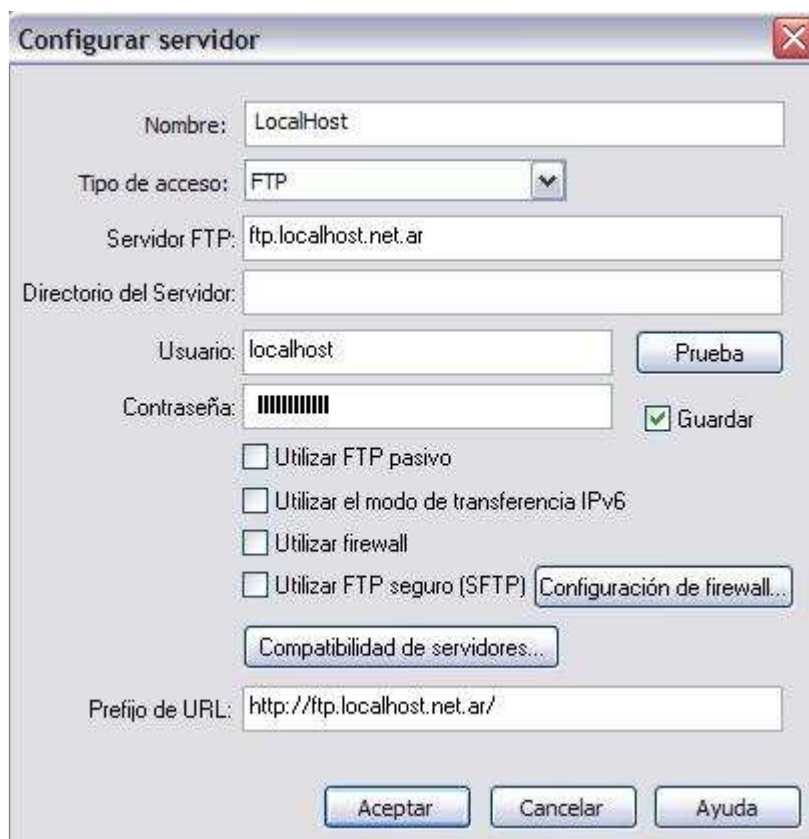 Configurar servidor
Nombre: LocalHost
Tipo de acceso: FTP
Servidor FTP: ftp.localhost.net.ar
Directorio del Servidor:
Usuario: localhost Prueba
Contraseña: Guardar
Utilizar FTP pasivo
Utilizar el modo de transferencia IPv6
Utilizar firewall
Utilizar FTP seguro (SFTP) Configuración de firewall...
Compatibilidad de servidores...
Prefijo de URL: http://ftp.localhost.net.ar/
Aceptar Cancelar Ayuda